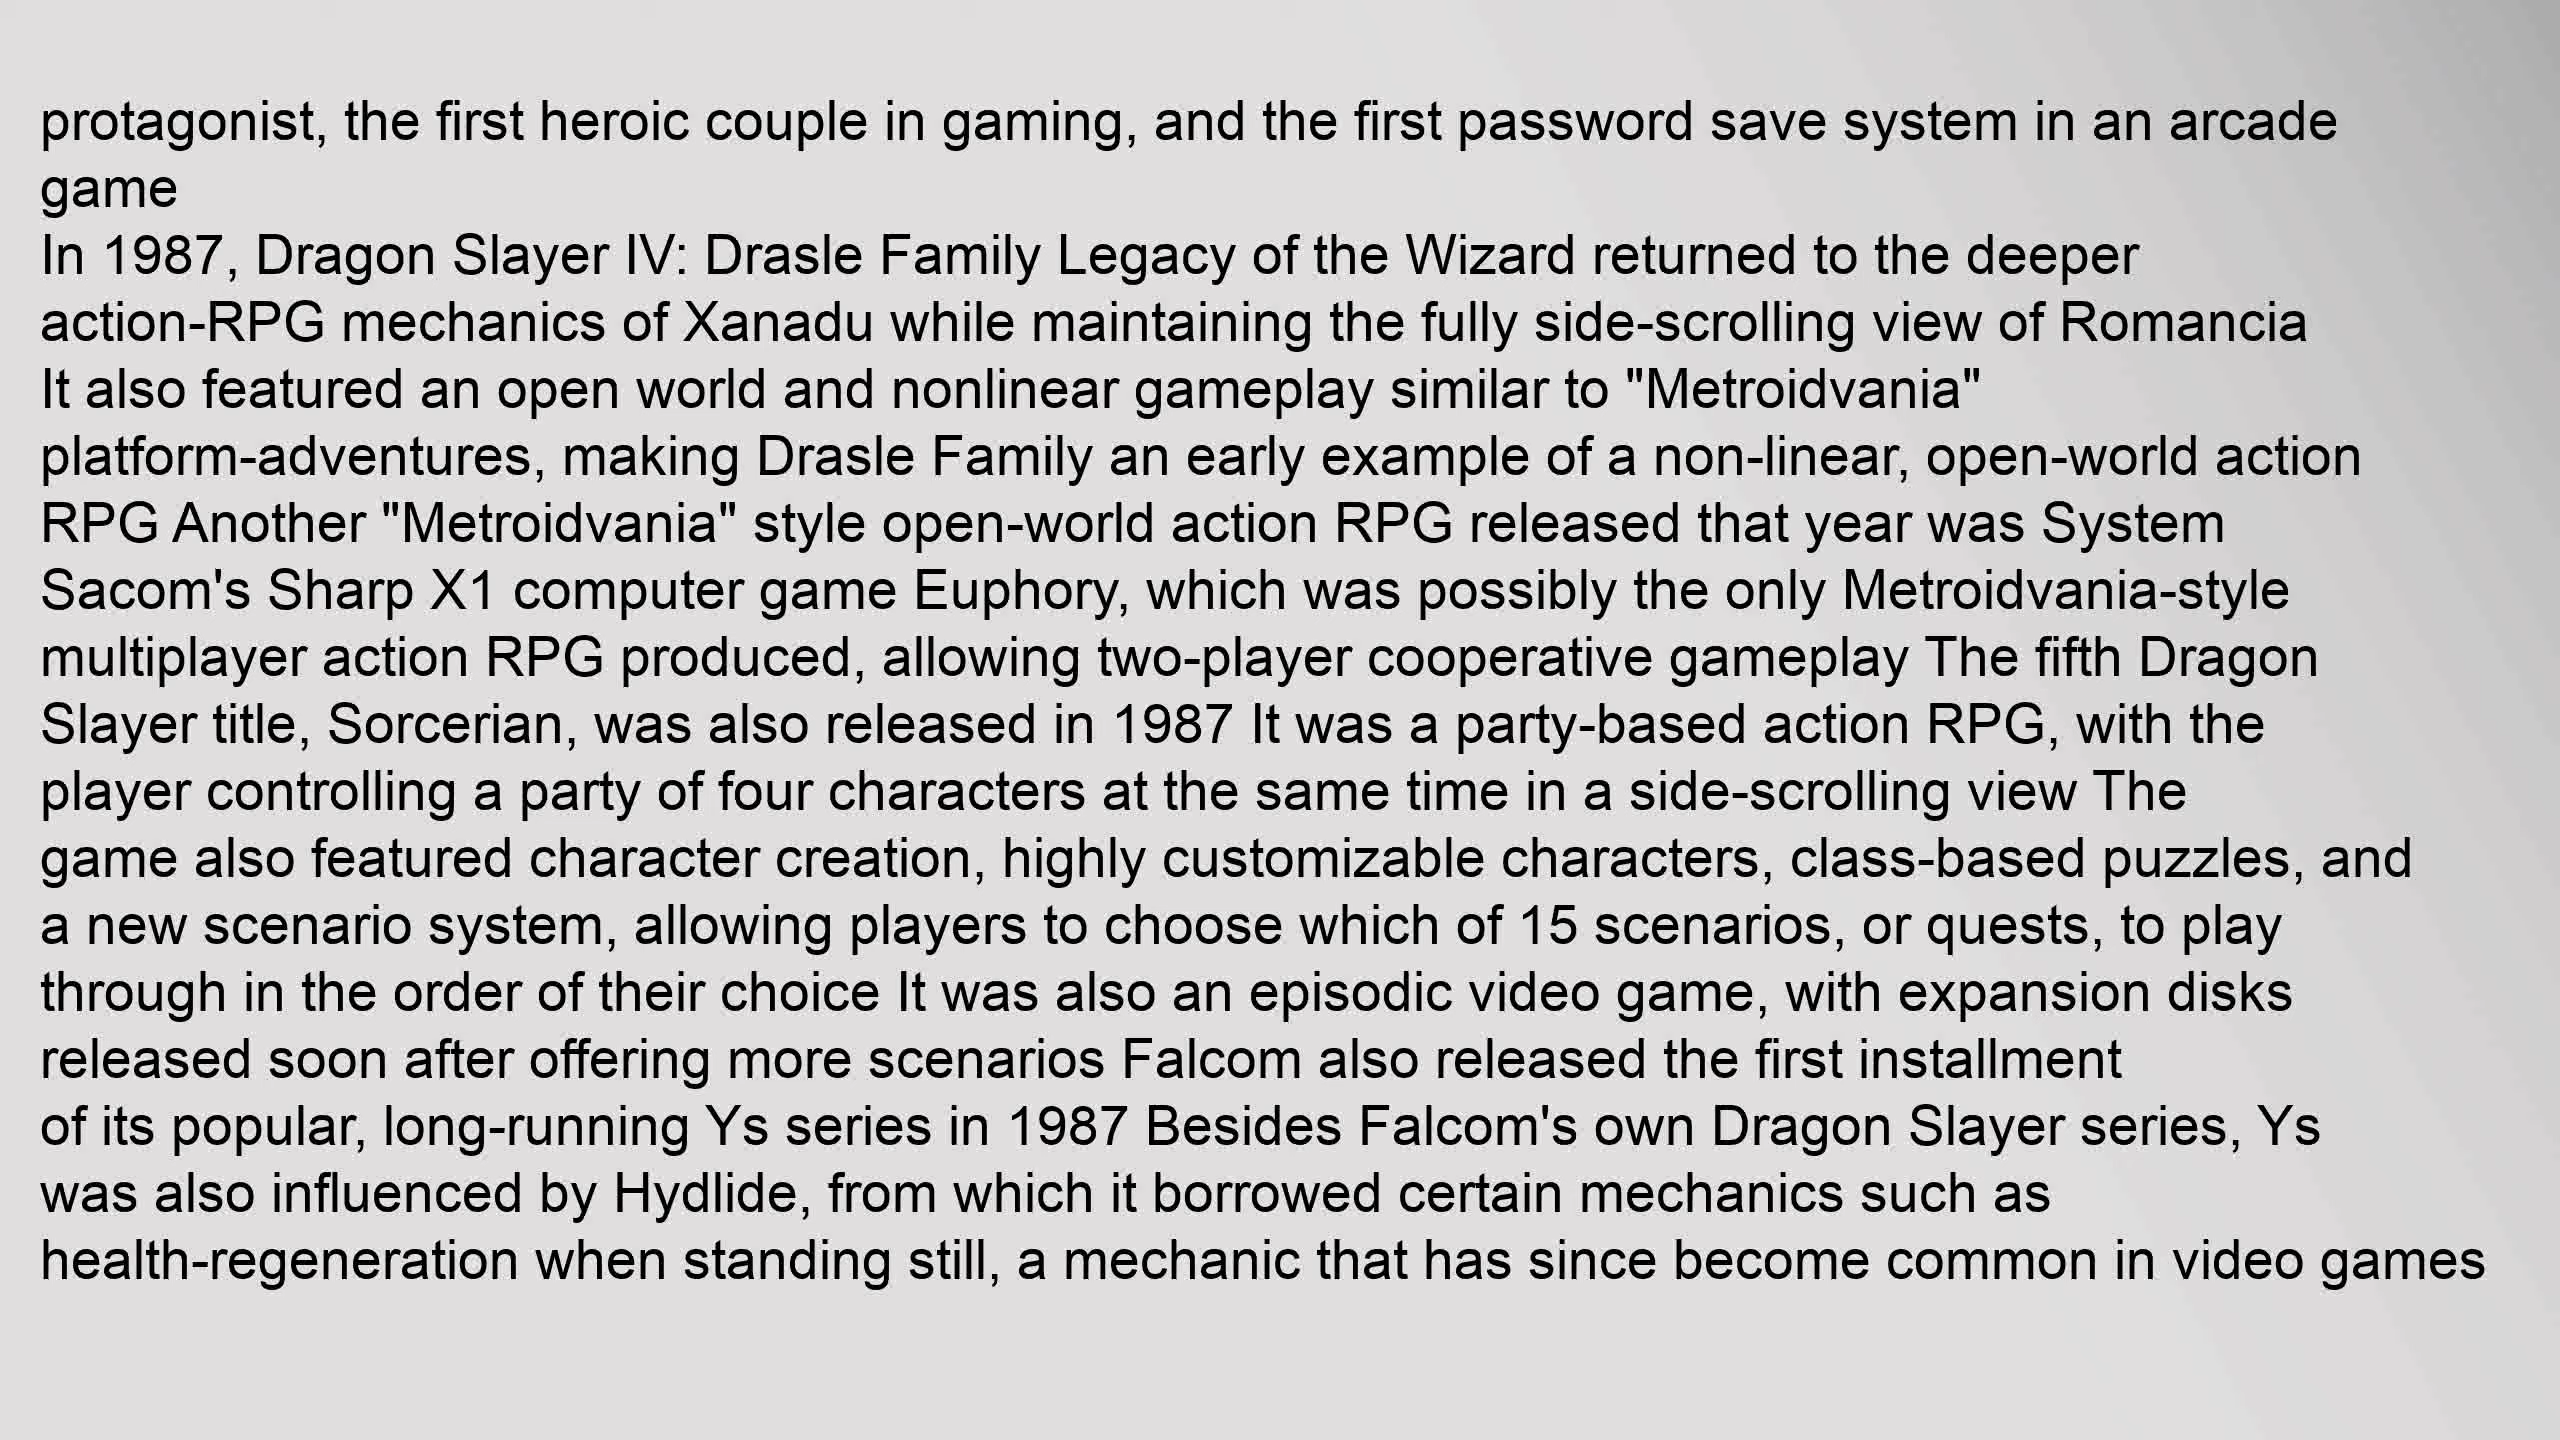 protagonist, the first heroic couple in gaming, and the first password save system in an arcade
game
In 1987, Dragon Slayer IV: Drasle Family Legacy of the Wizard returned to the deeper
action-RPG mechanics of Xanadu while maintaining the fully side-scrolling view of Romancia
It also featured an open world and nonlinear gameplay similar to "Metroidvania"
platform-adventures, making Drasle Family an early example of a non-linear, open-world action
RPG Another "Metroidvania" style open-world action RPG released that year was System
Sacom's Sharp X1 computer game Euphory, which was possibly the only Metroidvania-style
multiplayer action RPG produced, allowing two-player cooperative gameplay The fifth Dragon
Slayer title, Sorcerian, was also released in 1987 It was a party-based action RPG, with the
player controlling a party of four characters at the same time in a side-scrolling view The
game also featured character creation, highly customizable characters, class-based puzzles, and
a new scenario system, allowing players to choose which of 15 scenarios, or quests, to play
through in the order of their choice It was also an episodic video game, with expansion disks
released soon after offering more scenarios Falcom also released the first installment
of its popular, long-running Ys series in 1987 Besides Falcom's own Dragon Slayer series, Ys
was also influenced by Hydlide, from which it borrowed certain mechanics such as
health-regeneration when standing still, a mechanic that has since become common in video games